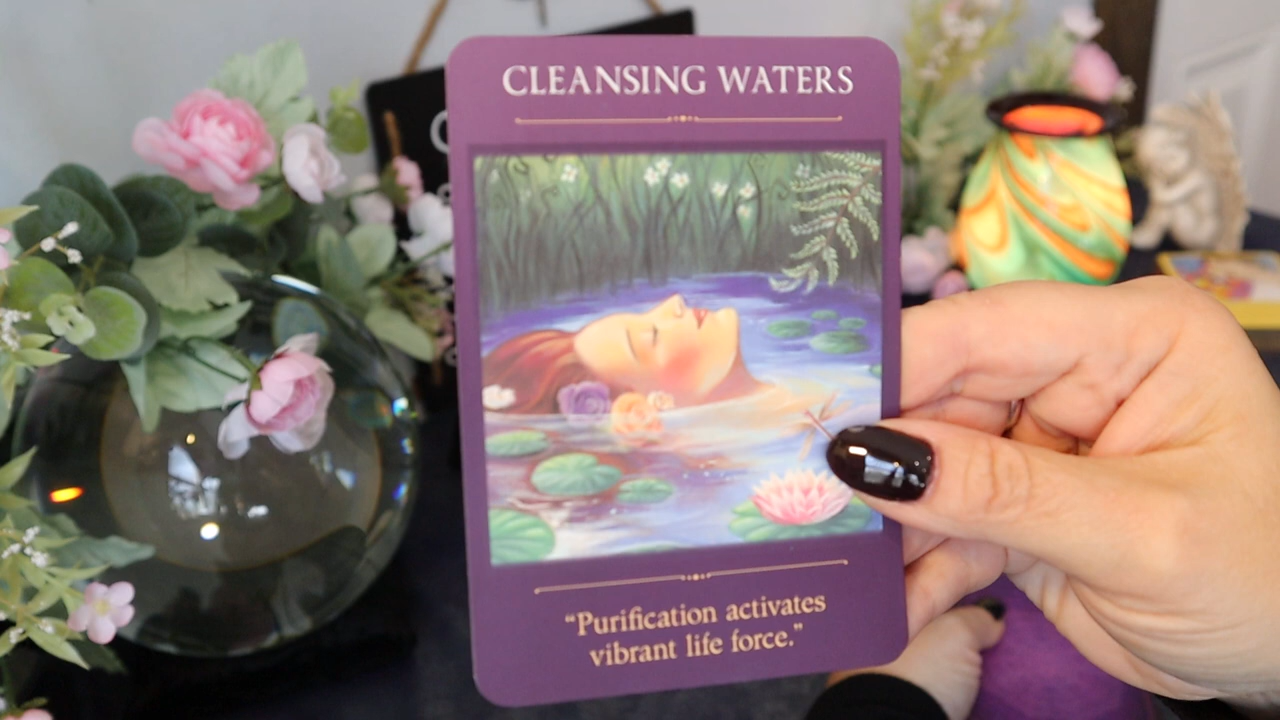 CLEANSING WATERS
“Purification activates
vibrant life force.”